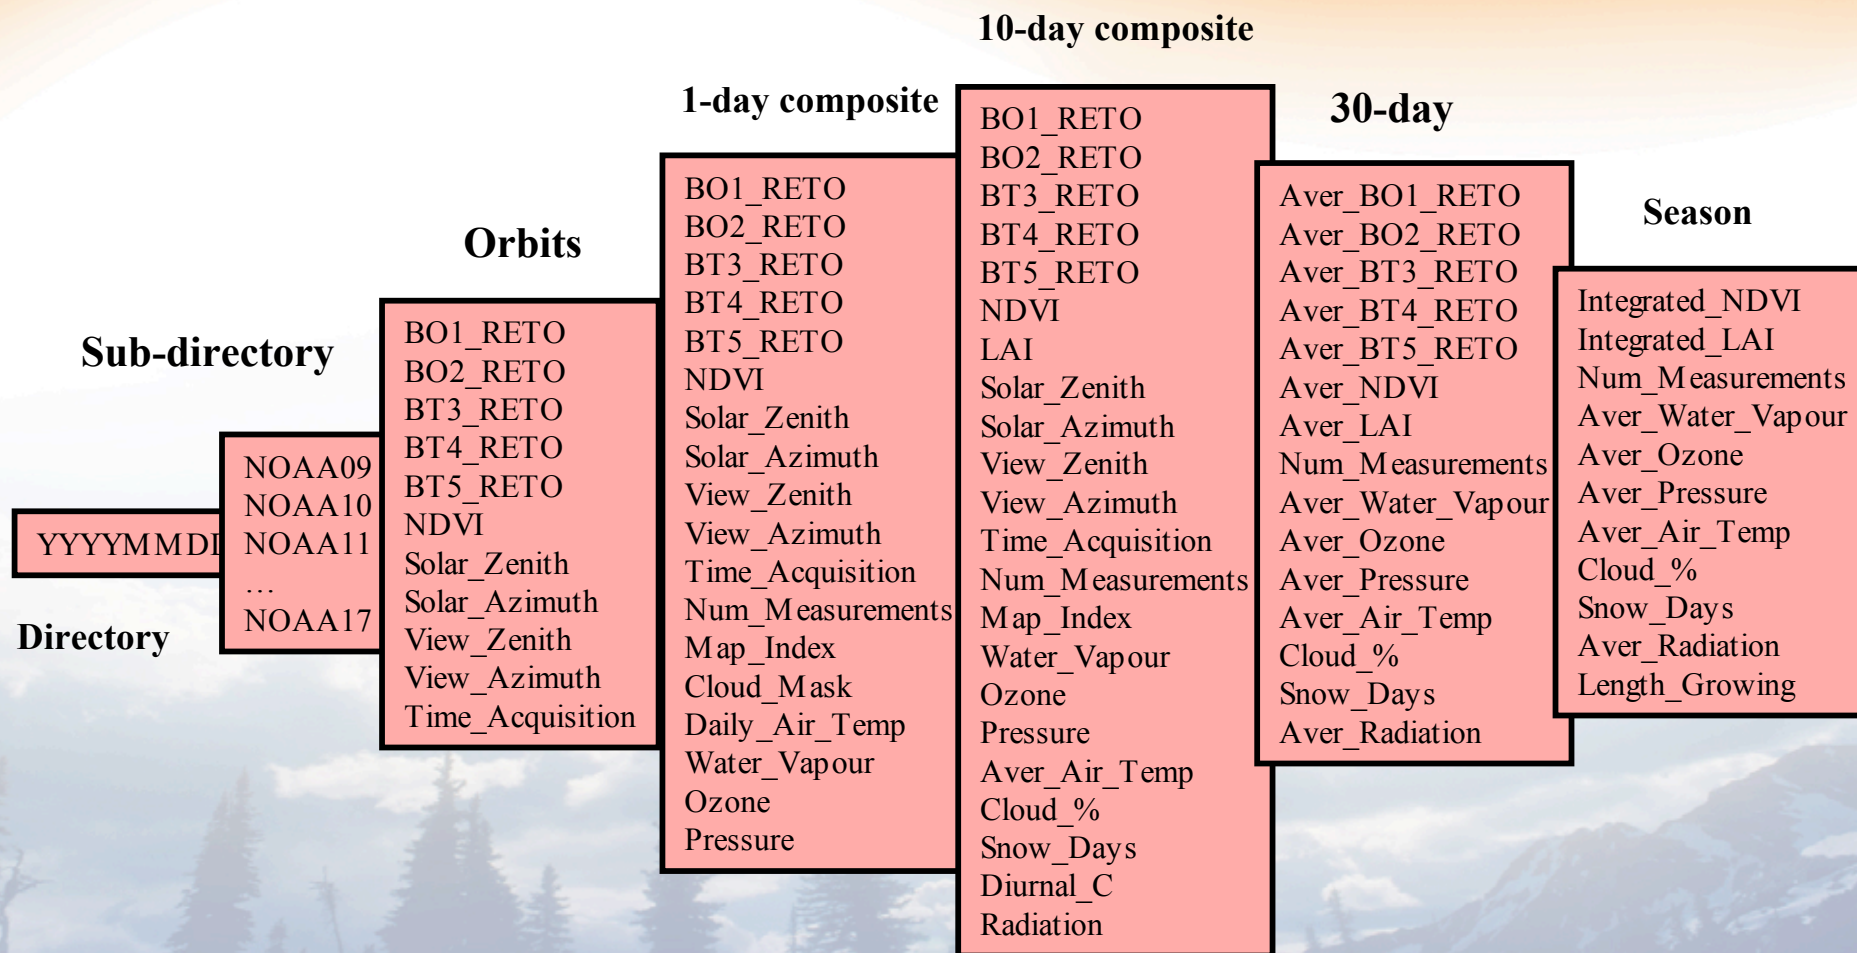 Directory
YYYYMMDD
Sub-directory
NOAA09
NOAA10
NOAA11
...
NOAA17
Orbits
BO1_RETO
BO2_RETO
BT3_RETO
BT4_RETO
BT5_RETO
NDVI
Solar_Zenith
Solar_Azimuth
View_Zenith
View_Azimuth
Time_Acquisition
1-day composite
BO1_RETO
BO2_RETO
BT3_RETO
BT4_RETO
BT5_RETO
NDVI
Solar_Zenith
Solar_Azimuth
View_Zenith
View_Azimuth
Time_Acquisition
Num_Measurements
Map_Index
Cloud_Mask
Daily_Air_Temp
Water_Vapour
Ozone
Pressure
10-day composite
BO1_RETO
BO2_RETO
BT3_RETO
BT4_RETO
BT5_RETO
NDVI
LAI
Solar_Zenith
Solar_Azimuth
View_Zenith
View_Azimuth
Time_Acquisition
Num_Measurements
Map_Index
Water_Vapour
Ozone
Pressure
Aver_Air_Temp
Cloud_%
Snow_Days
Diurnal_C
Radiation
30-day
Aver_BO1_RETO
Aver_BO2_RETO
Aver_BT3_RETO
Aver_BT4_RETO
Aver_BT5_RETO
Aver_NDVI
Aver_LAI
Num_Measurements
Aver_Water_Vapour
Aver_Ozone
Aver_Pressure
Aver_Air_Temp
Cloud_%
Snow_Days
Aver_Radiation
Season
Integrated_NDVI
Integrated_LAI
Num_Measurements
Aver_Water_Vapour
Aver_Ozone
Aver_Pressure
Aver_Air_Temp
Cloud_%
Snow_Days
Aver_Radiation
Length_Growing